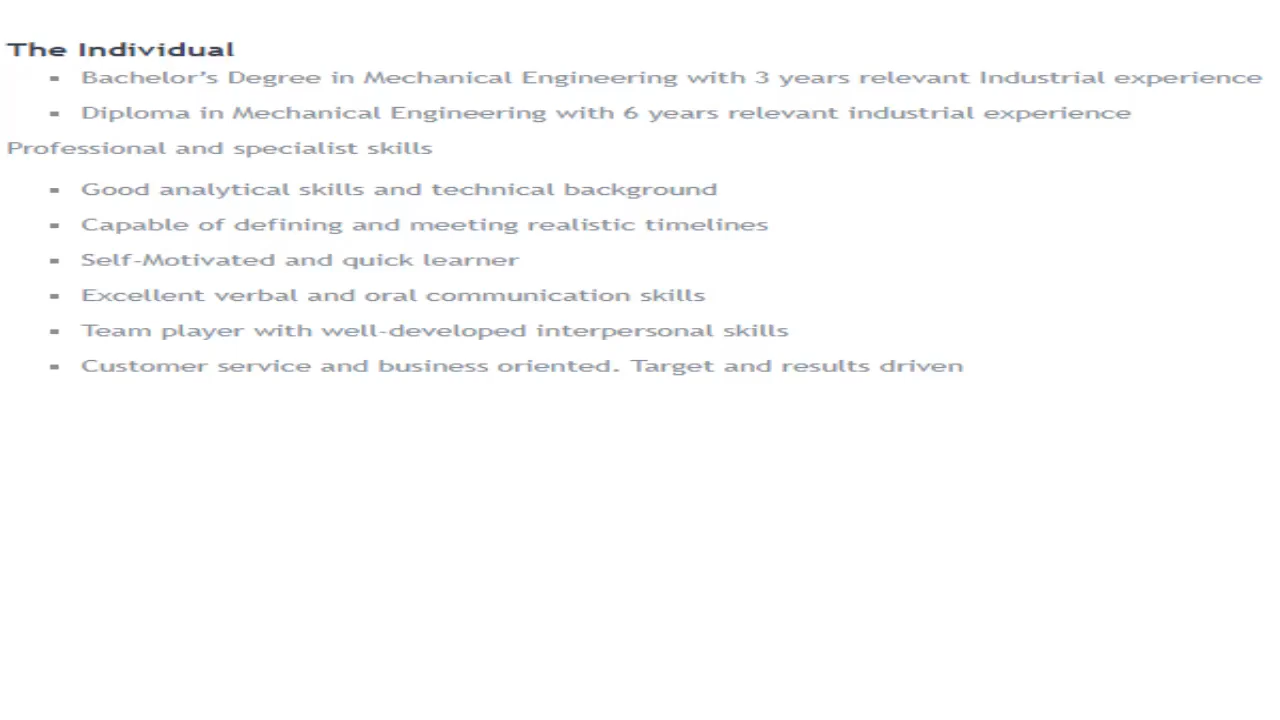 The Individual
▪ Bachelor’s Degree in Mechanical Engineering with 3 years relevant Industrial experience
▪ Diploma in Mechanical Engineering with 6 years relevant industrial experience
Professional and specialist skills
▪ Good analytical skills and technical background
▪ Capable of defining and meeting realistic timelines
▪ Self-Motivated and quick learner
▪ Excellent verbal and oral communication skills
▪ Team player with well-developed interpersonal skills
▪ Customer service and business oriented. Target and results driven